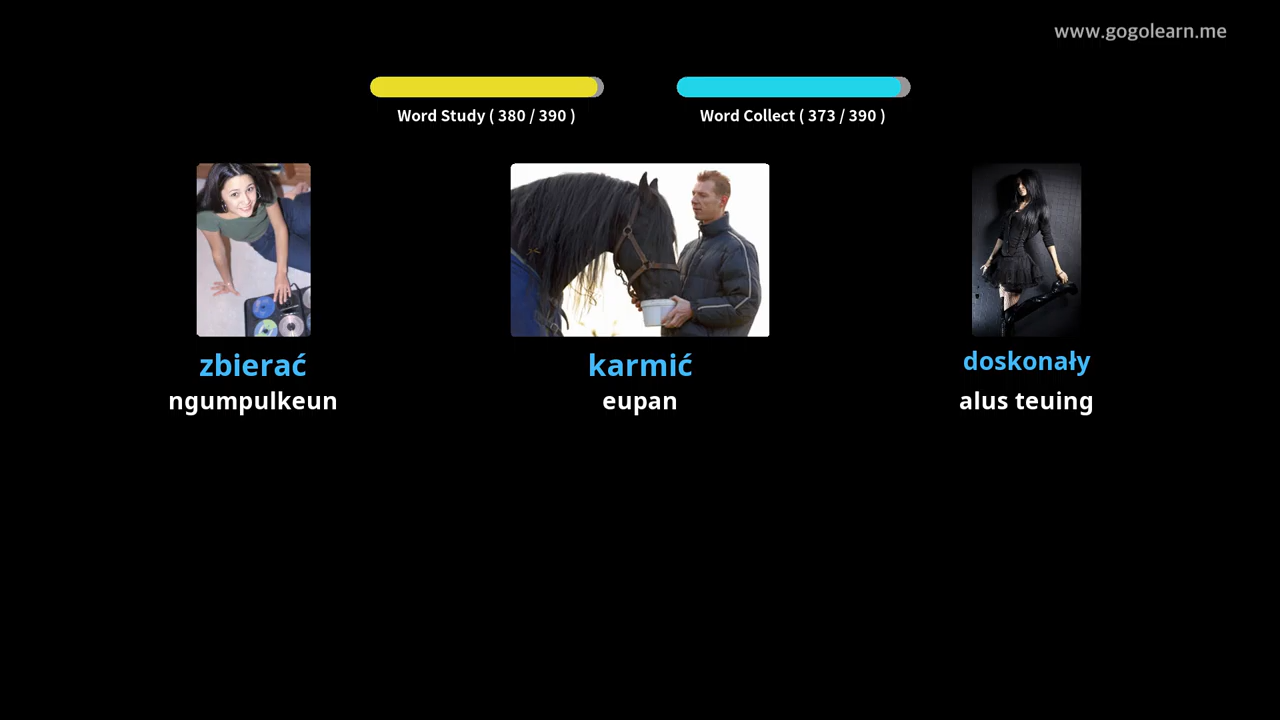 www.gogolearn.me
Word Study ( 380 / 390 )
Word Collect ( 373 / 390 )
zbierać
ngumpulkeun
karmić
eupan
doskonały
alus teuing